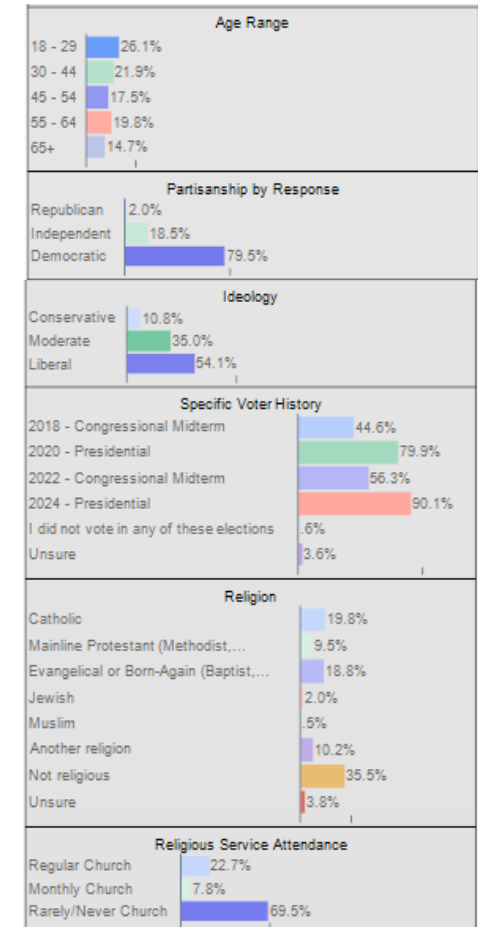 Age Range
18 - 29 26.1%
30 - 44 21.9%
45 - 54 17.5%
55 - 64 19.8%
65+ 14.7%
Partisanship by Response
Republican 2.0%
Independent 18.5%
Democratic 79.5%
Ideology
Conservative 10.8%
Moderate 35.0%
Liberal 54.1%
Specific Voter History
2018 - Congressional Midterm 44.6%
2020 - Presidential 79.9%
2022 - Congressional Midterm 56.3%
2024 - Presidential 90.1%
I did not vote in any of these elections .6%
Unsure 3.6%
Religion
Catholic 19.8%
Mainline Protestant (Methodist,... 9.5%
Evangelical or Born-Again (Baptist,... 18.8%
Jewish 2.0%
Muslim .5%
Another religion 10.2%
Not religious 35.5%
Unsure 3.8%
Religious Service Attendance
Regular Church 22.7%
Monthly Church 7.8%
Rarely/Never Church 69.5%